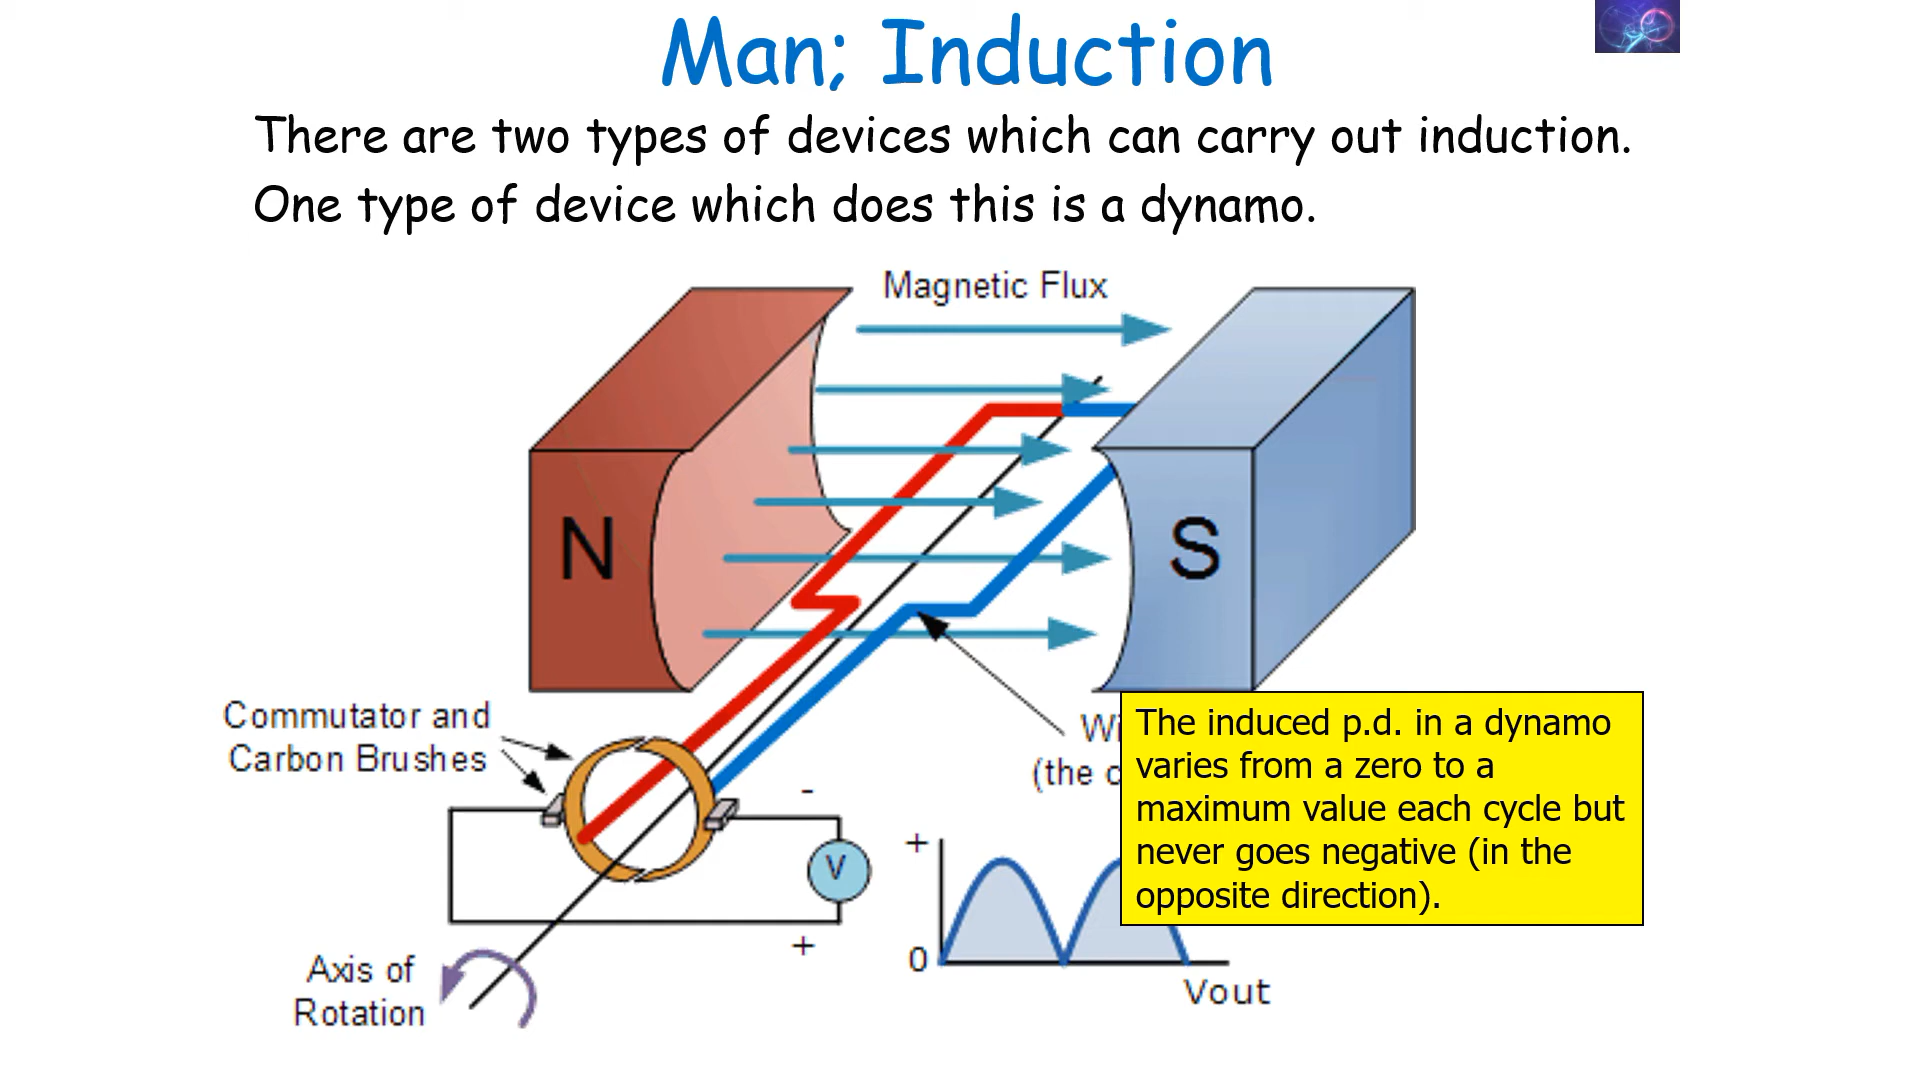 Man; Induction
There are two types of devices which can carry out induction.
One type of device which does this is a dynamo.
Magnetic Flux
N
S
Commutator and
Carbon Brushes
The induced p.d. in a dynamo
varies from a zero to a
maximum value each cycle but
never goes negative (in the
opposite direction).
(the
-
V
+
+
0
Vout
Axis of
Rotation